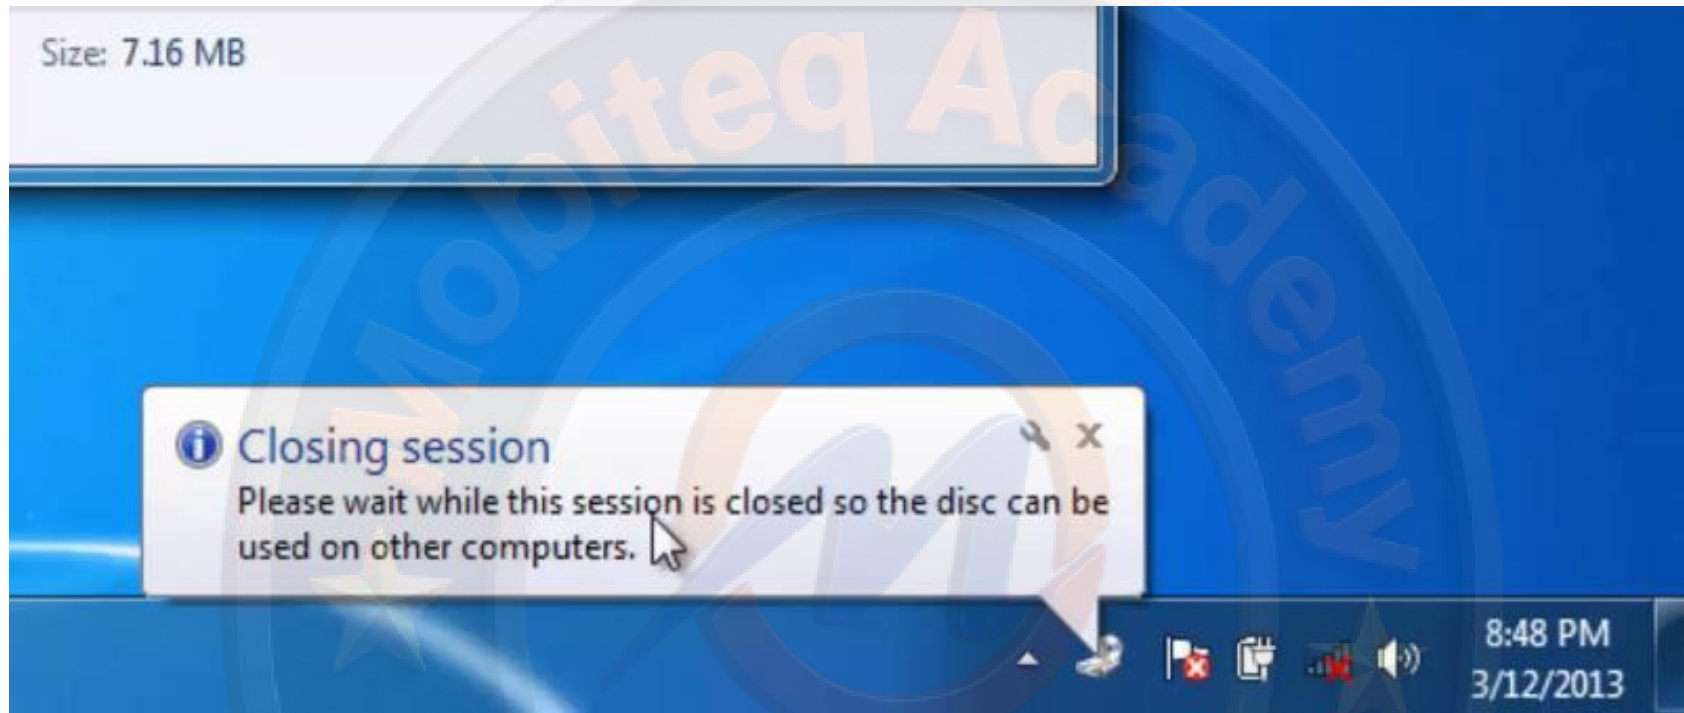 Size: 7.16 MB
Mobiteq Academy
Closing session
Please wait while this session is closed so the disc can be
used on other computers.
8:48 PM
3/12/2013